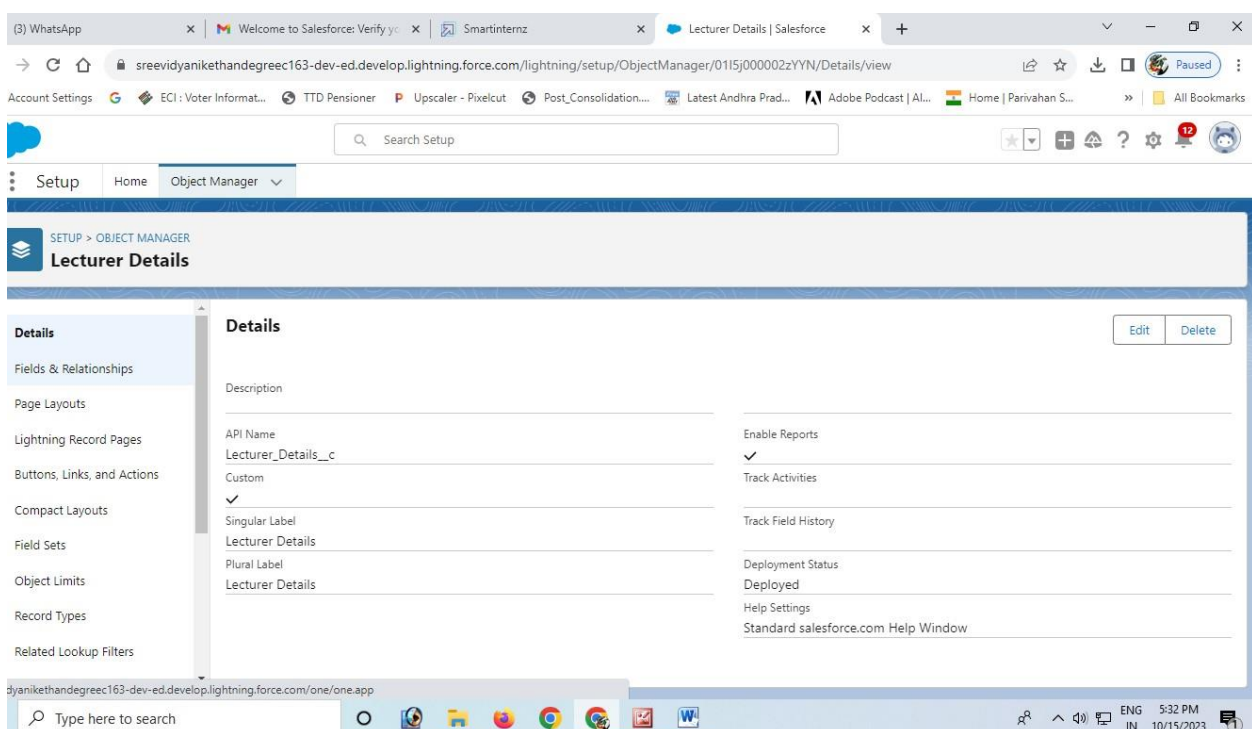 (3) WhatsApp
Welcome to Salesforce: Verify yo
Smartinternz
Lecturer Details | Salesforce
sreevidyanikethandegreec163-dev-ed.develop.lightning.force.com/lightning/setup/ObjectManager/01I5j000002zYYN/Details/view
Paused
Account Settings
ECI : Voter Informat...
TTD Pensioner
Upscaler - Pixelcut
Post_Consolidation....
Latest Andhra Prad...
Adobe Podcast | AI...
Home | Parivahan S...
All Bookmarks
Search Setup
12
Setup
Home
Object Manager
SETUP > OBJECT MANAGER
Lecturer Details
Details
Fields & Relationships
Page Layouts
Lightning Record Pages
Buttons, Links, and Actions
Compact Layouts
Field Sets
Object Limits
Record Types
Related Lookup Filters
Details
Edit
Delete
Description
API Name
Lecturer_Details__c
Custom
Singular Label
Lecturer Details
Plural Label
Lecturer Details
Enable Reports
Track Activities
Track Field History
Deployment Status
Deployed
Help Settings
Standard salesforce.com Help Window
dyanikethandegreec163-dev-ed.develop.lightning.force.com/one/one.app
Type here to search
ENG
IN
5:32 PM
10/15/2023
1